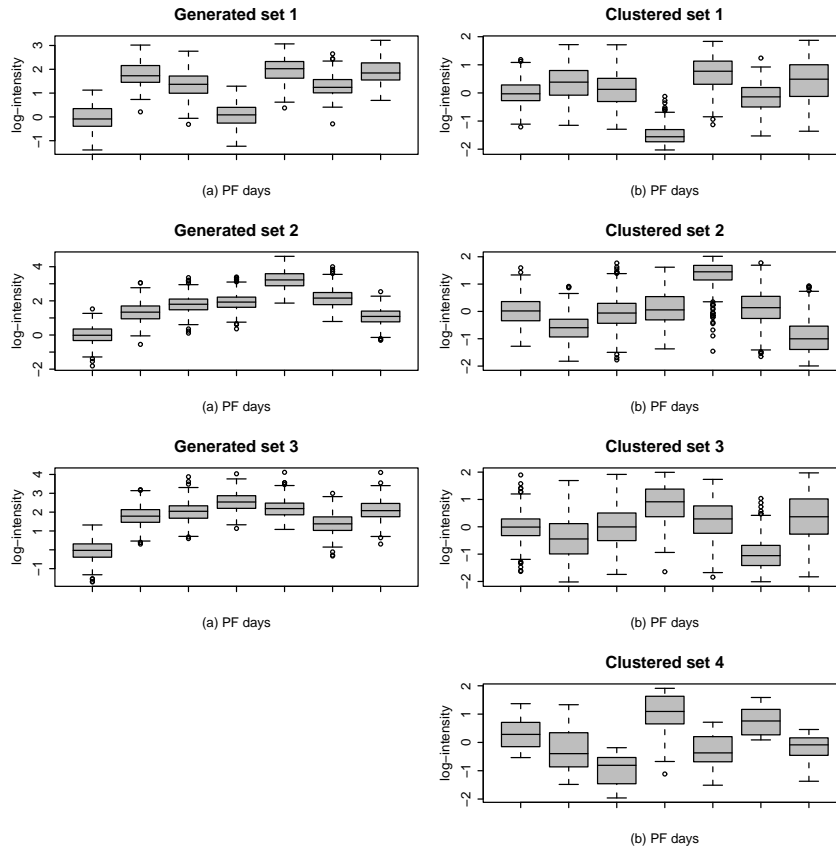 Generated set 1
log−intensity
3
2
1
0
−1
(a) PF days
Clustered set 1
log−intensity
2
1
0
−1
−2
(b) PF days
Generated set 2
log−intensity
4
2
0
−2
(a) PF days
Clustered set 2
log−intensity
2
1
0
−1
−2
(b) PF days
Generated set 3
log−intensity
4
3
2
1
−1
(a) PF days
Clustered set 3
log−intensity
2
1
0
−1
−2
(b) PF days
Clustered set 4
log−intensity
2
1
0
−1
−2
(b) PF days